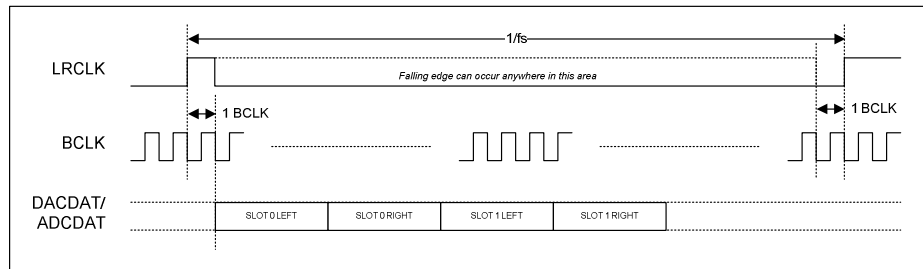 1/fs
LRCLK
Falling edge can occur anywhere in this area
1 BCLK
1 BCLK
BCLK
DACDAT/
ADCDAT
SLOT 0 LEFT
SLOT 0 RIGHT
SLOT 1 LEFT
SLOT 1 RIGHT